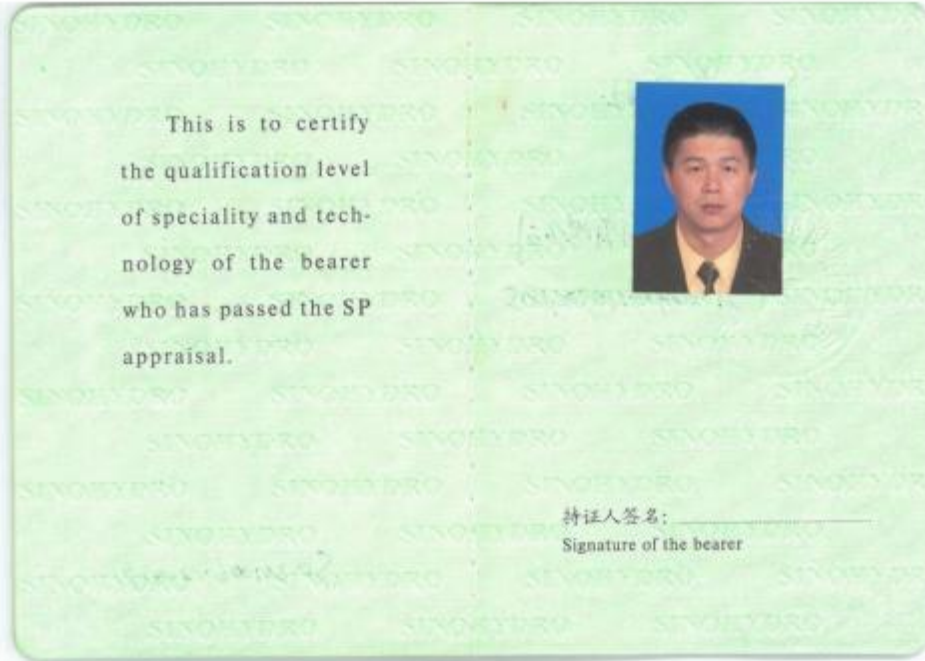 This is to certify
the qualification level
of speciality and tech-
nology of the bearer
who has passed the SP
appraisal.
持证人签名:
Signature of the bearer
SINOHYDRO